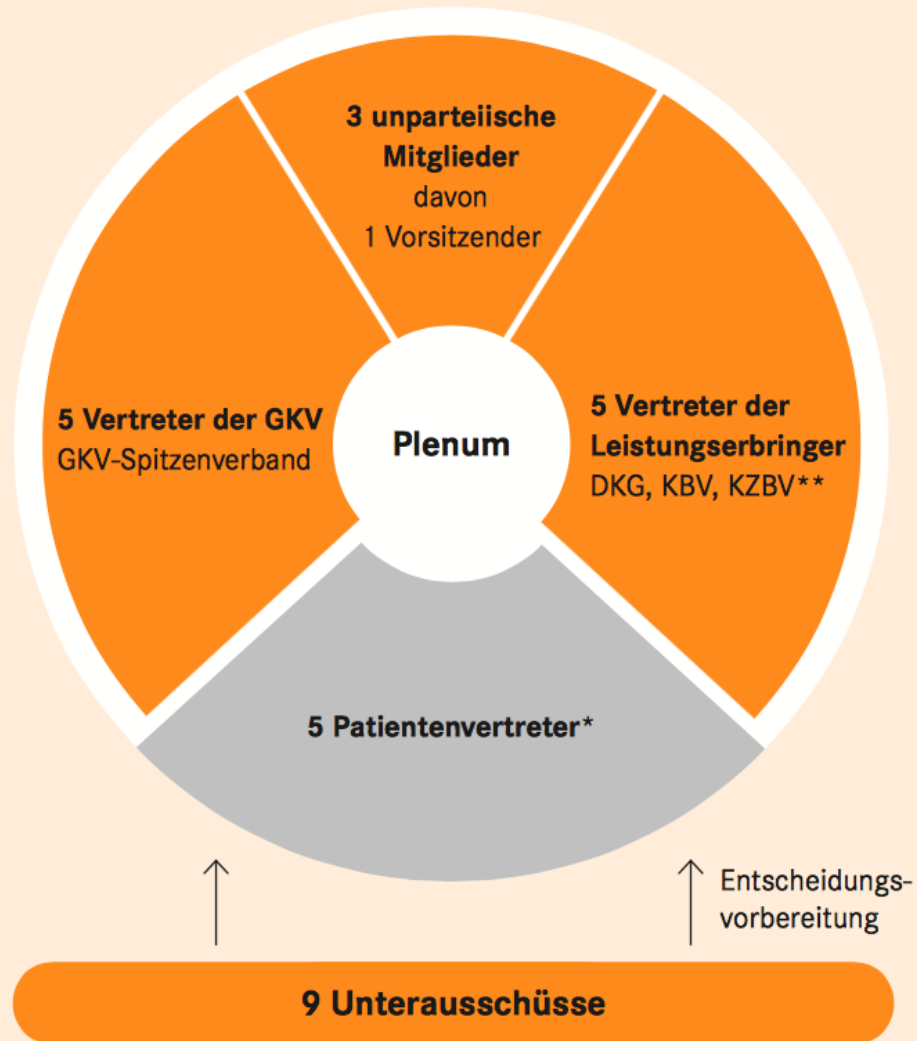 3 unparteiische
Mitglieder
davon
1 Vorsitzender
5 Vertreter der GKV
GKV-Spitzenverband
Plenum
5 Vertreter der
Leistungserbringer
DKG, KBV, KZBV**
5 Patientenvertreter*
Entscheidungs-
vorbereitung
9 Unterausschüsse